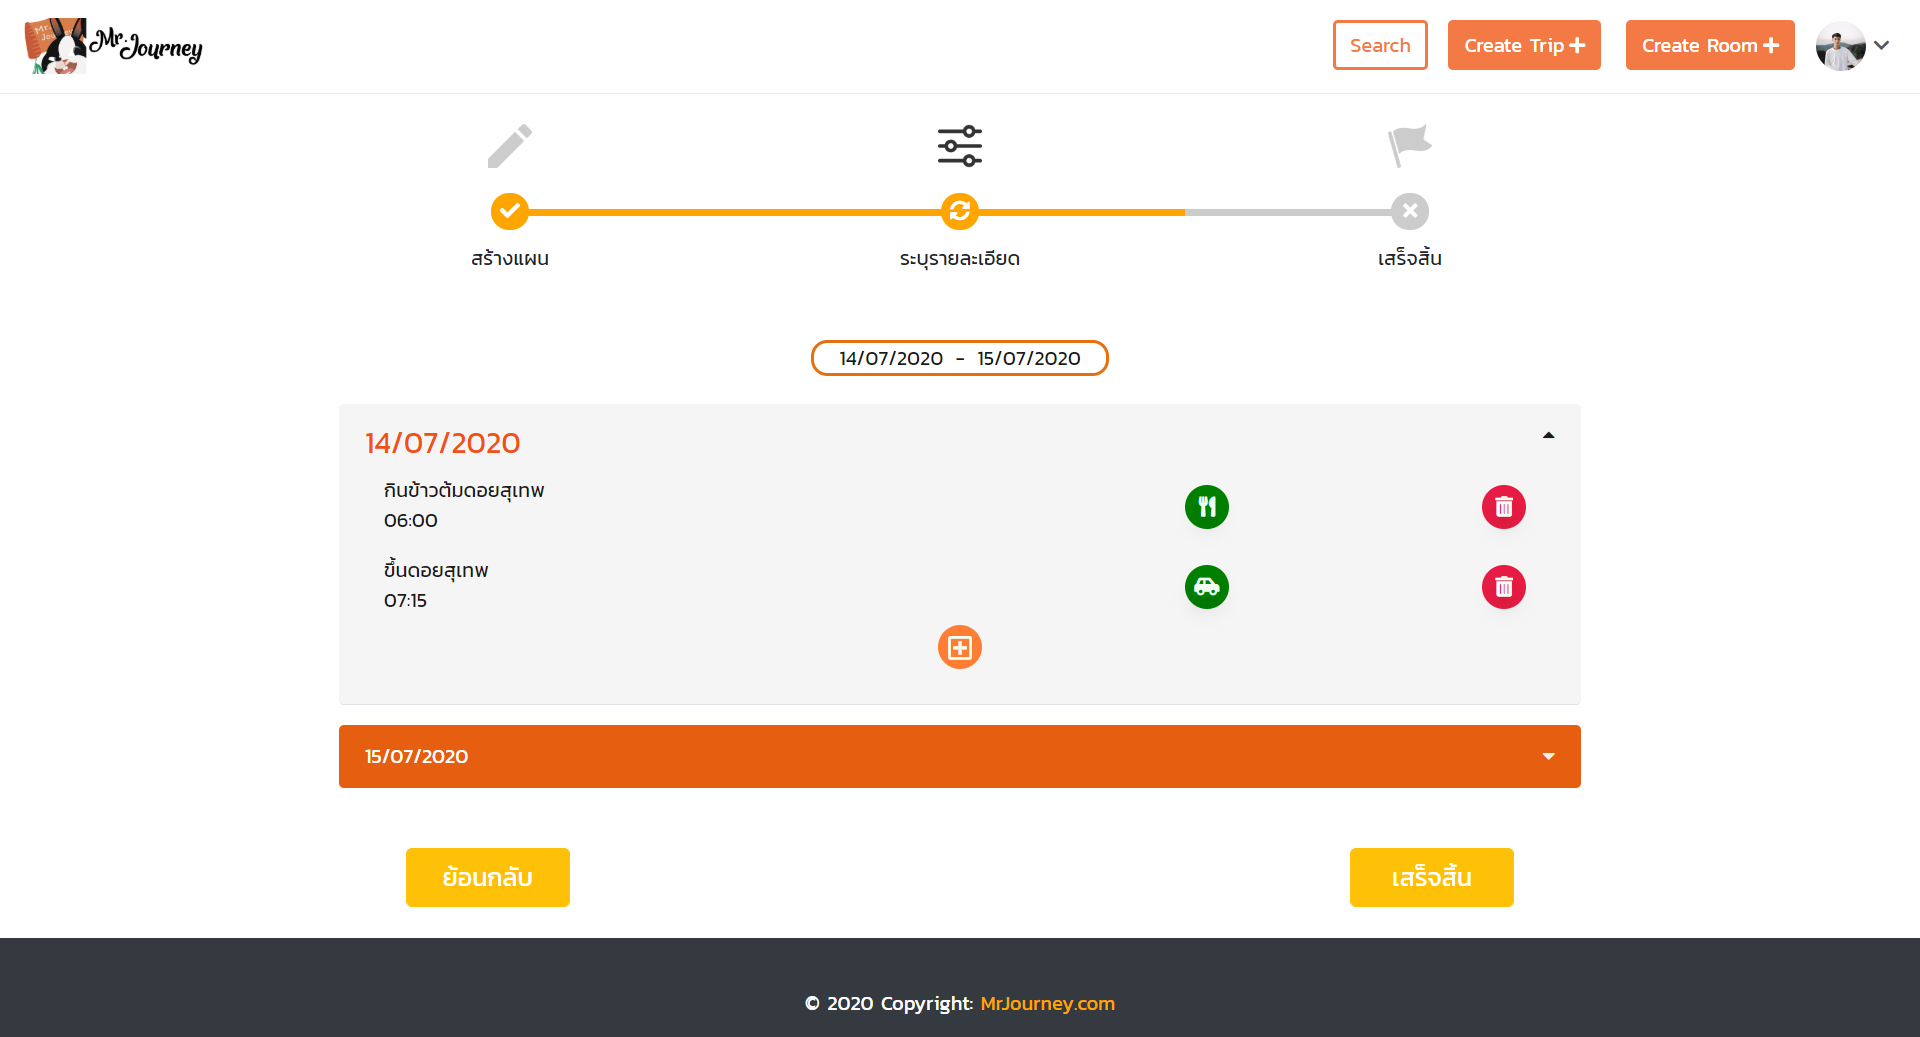 Mr. Journey
Search
Create Trip
Create Room
สร้างแผน
ระบุรายละเอียด
เสร็จสิ้น
14/07/2020 - 15/07/2020
14/07/2020
กินข้าวต้มดอยสุเทพ
06:00
ขึ้นดอยสุเทพ
07:15
15/07/2020
ย้อนกลับ
เสร็จสิ้น
© 2020 Copyright: MrJourney.com